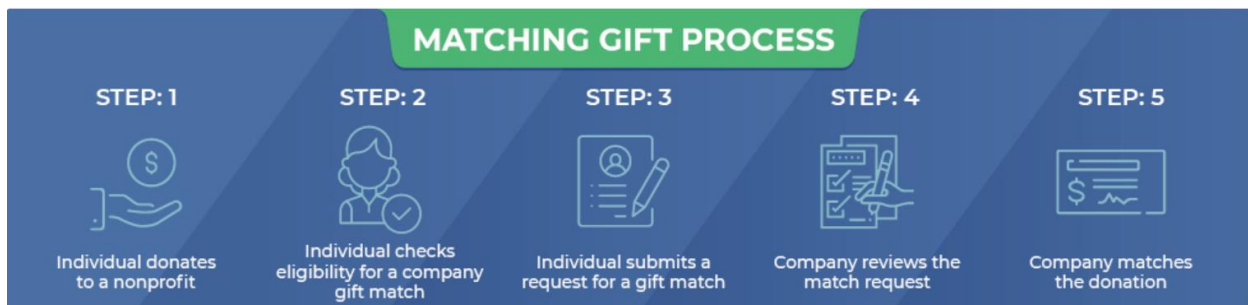 MATCHING GIFT PROCESS
STEP: 1
Individual donates
to a nonprofit
STEP: 2
Individual checks
eligibility for a company
gift match
STEP: 3
Individual submits a
request for a gift match
STEP: 4
Company reviews the
match request
STEP: 5
$
Company matches
the donation